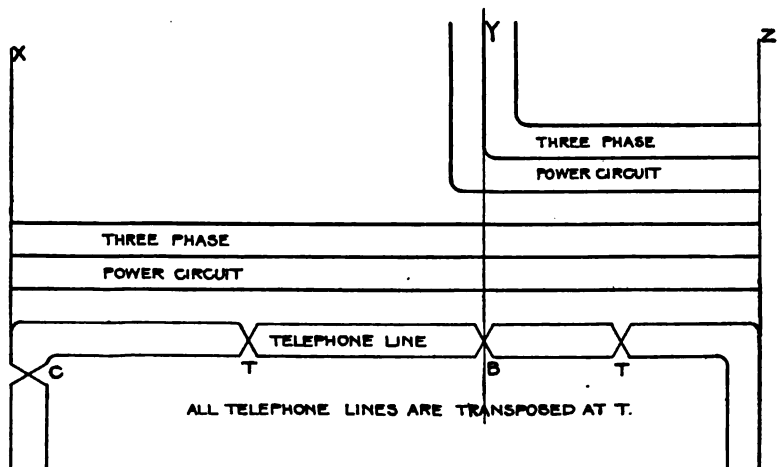 X
Y
Z
THREE PHASE
POWER CIRCUIT
THREE PHASE
POWER CIRCUIT
TELEPHONE LINE
C
T
B
T
ALL TELEPHONE LINES ARE TRANSPOSED AT T.